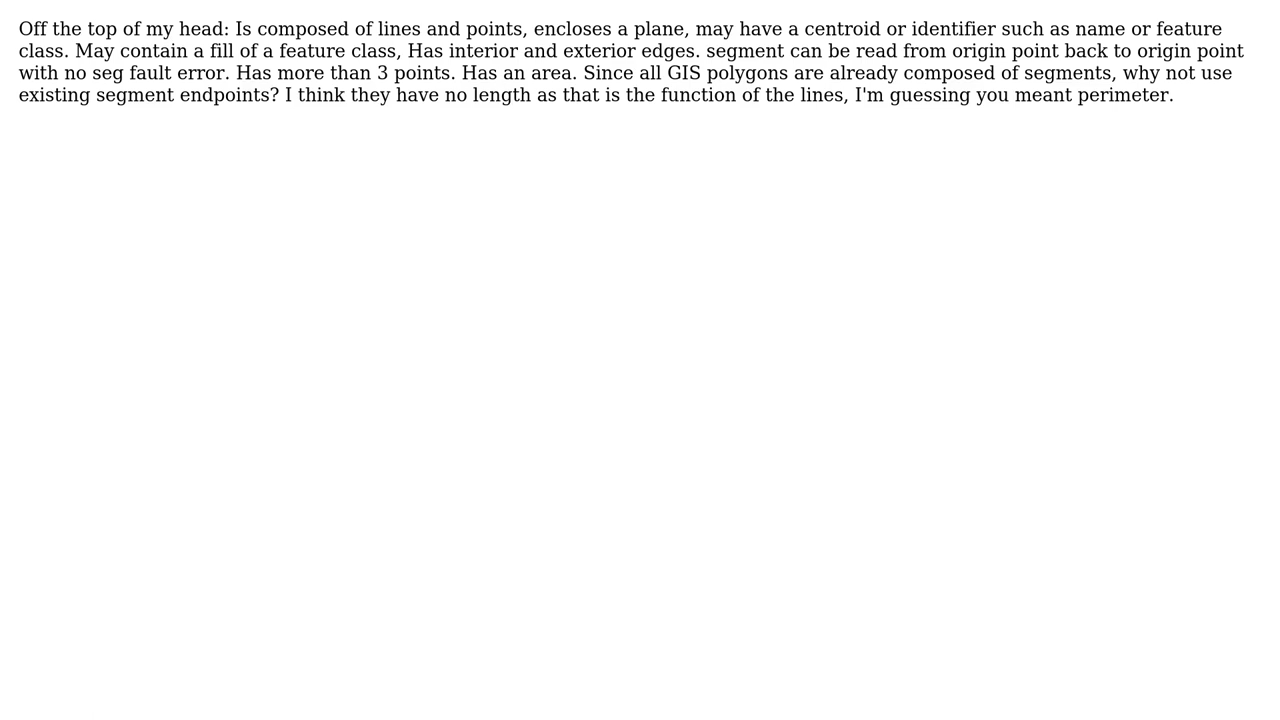 Off the top of my head: Is composed of lines and points, encloses a plane, may have a centroid or identifier such as name or feature
class. May contain a fill of a feature class, Has interior and exterior edges. segment can be read from origin point back to origin point
with no seg fault error. Has more than 3 points. Has an area. Since all GIS polygons are already composed of segments, why not use
existing segment endpoints? I think they have no length as that is the function of the lines, I'm guessing you meant perimeter.